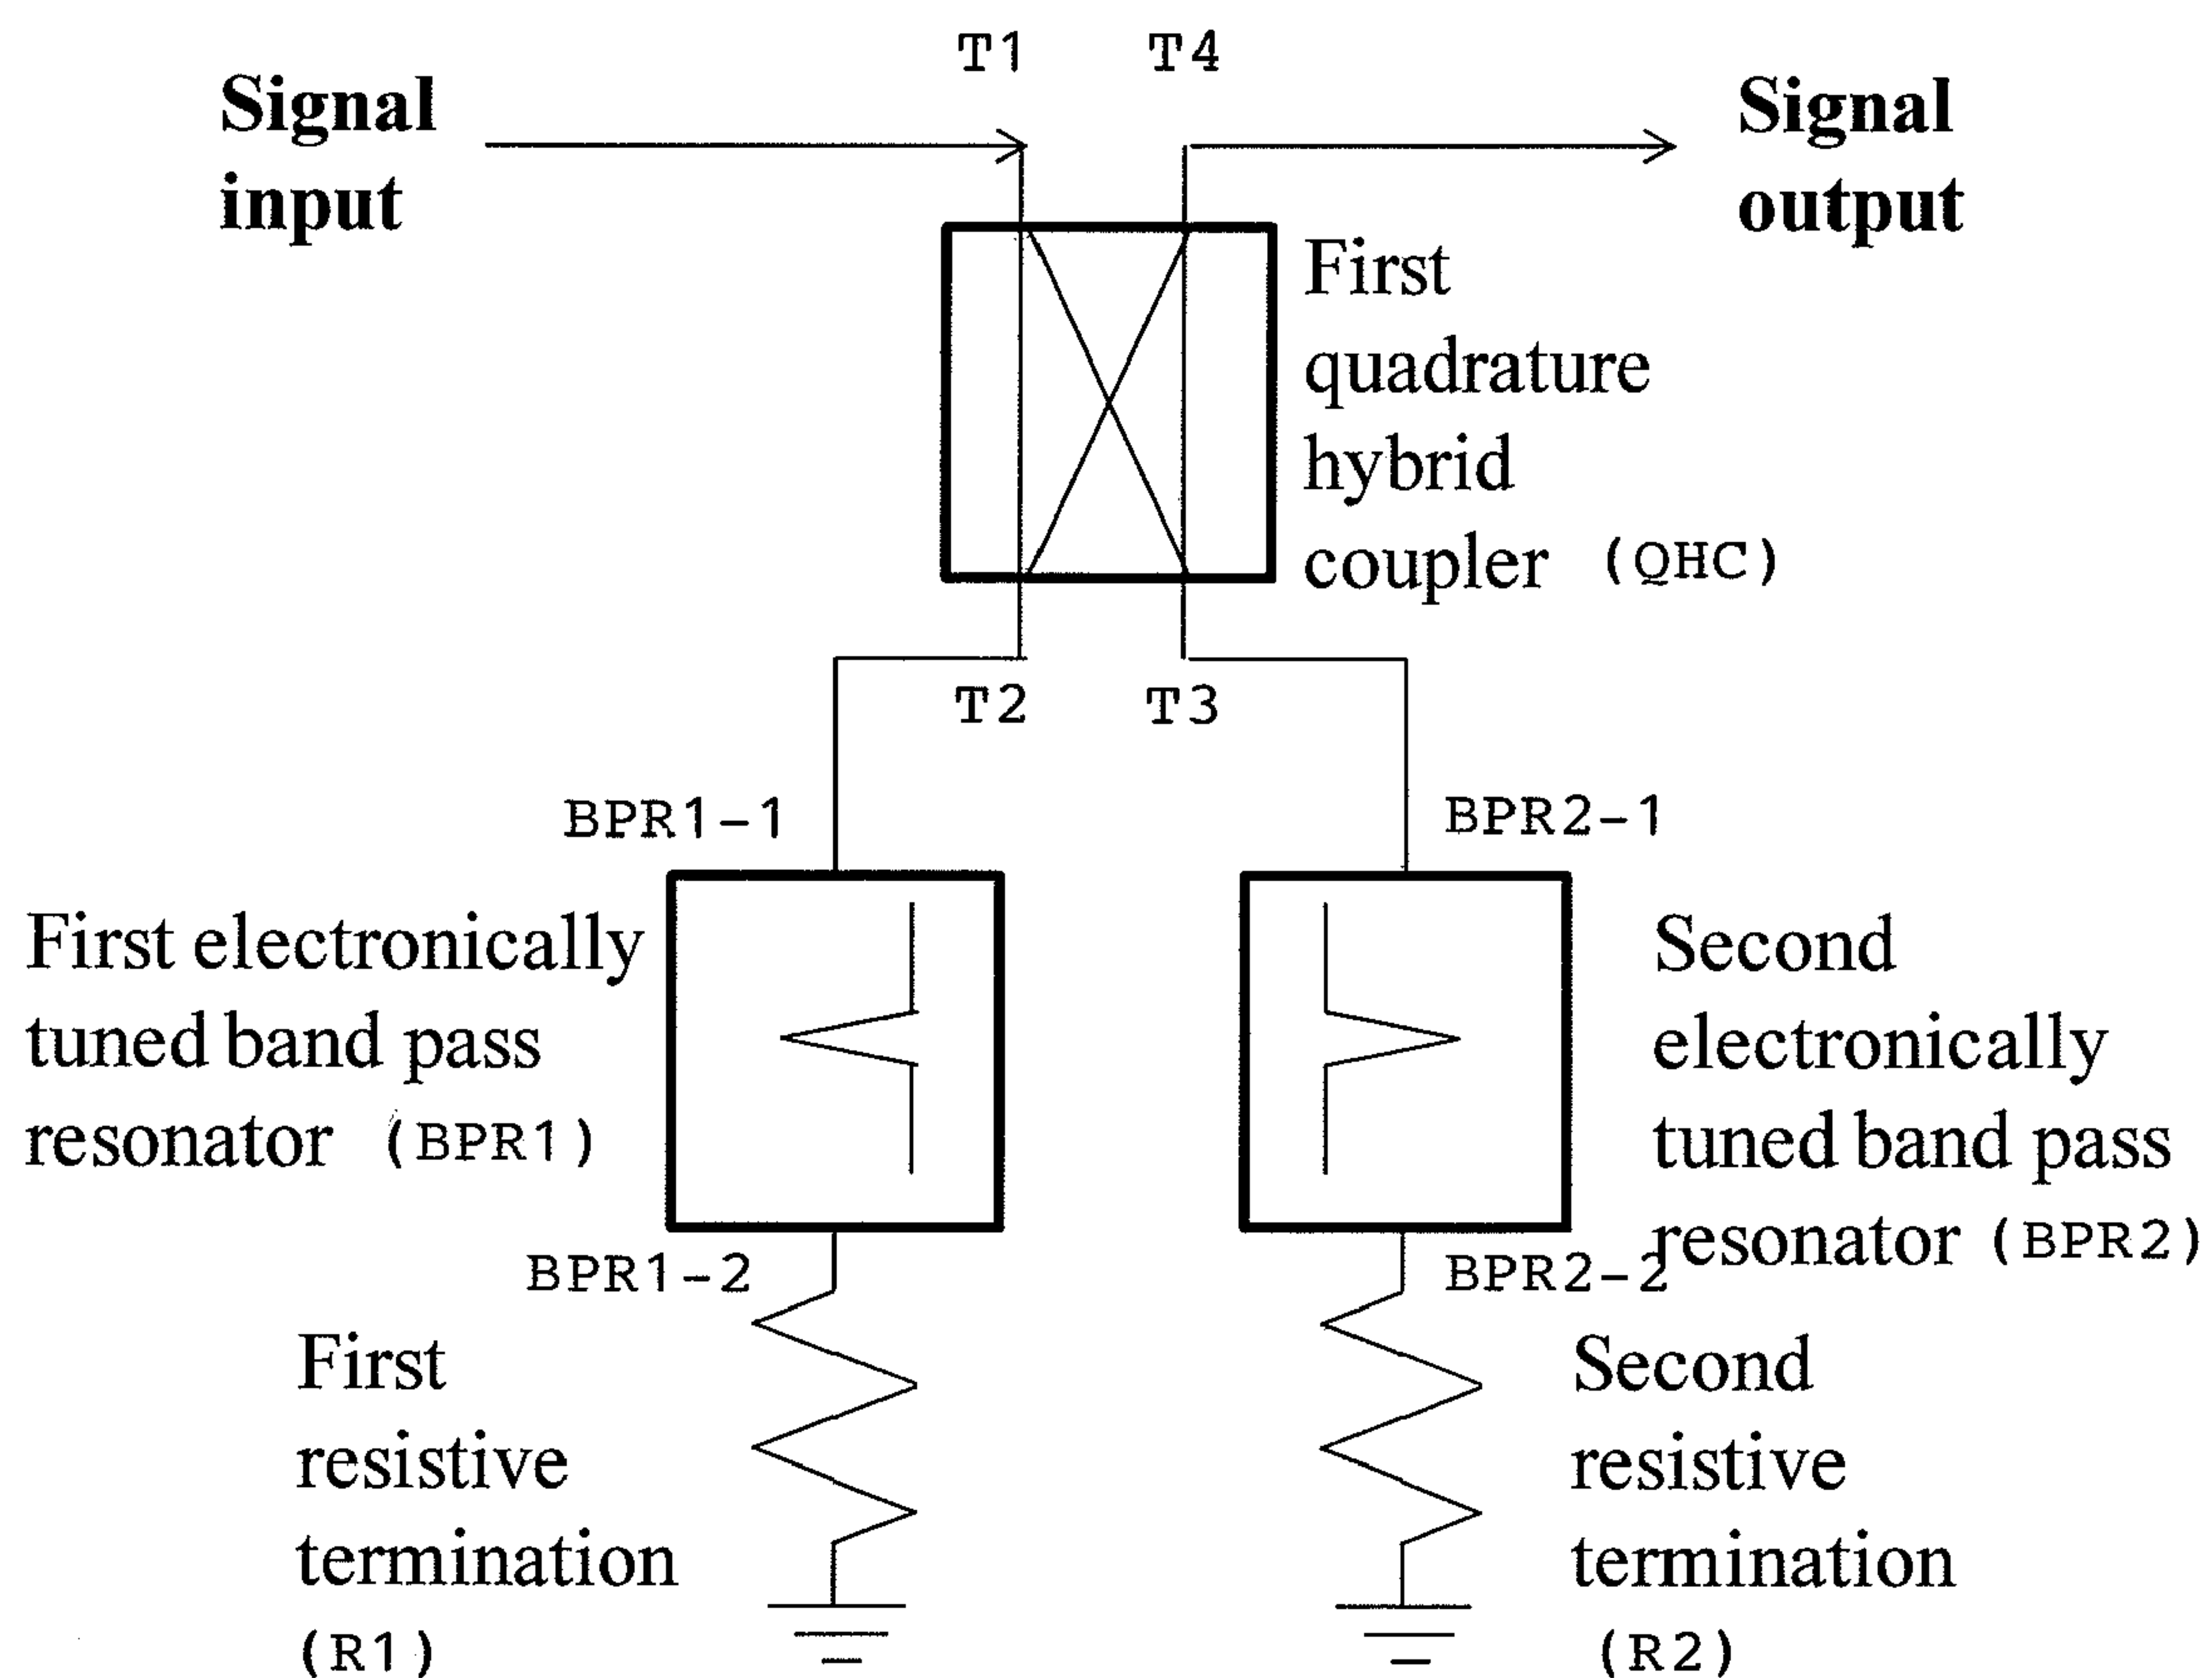 T1 T4
Signal
input
Signal
output
First
quadrature
hybrid
coupler (QHC)
T2 T3
BPR1-1
BPR2-1
First electronically
tuned band pass
resonator (BPR1)
Second
electronically
tuned band pass
resonator (BPR2)
BPR1-2
BPR2-2
First
resistive
termination
(R1)
Second
resistive
termination
(R2)